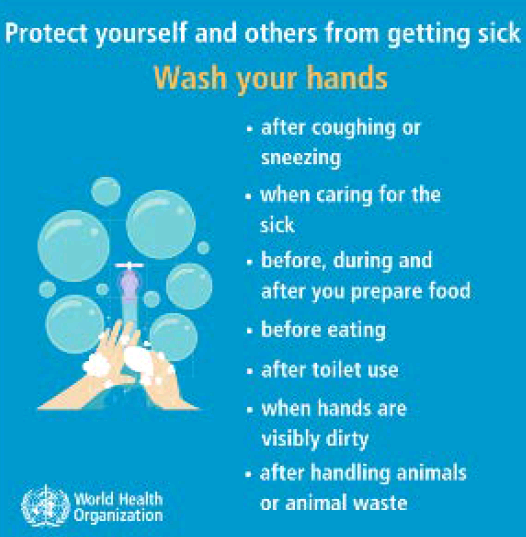 Protect yourself and others from getting sick
Wash your hands
• after coughing or
sneezing
• when caring for the
sick
• before, during and
after you prepare food
• before eating
• after toilet use
• when hands are
visibly dirty
• after handling animals
or animal waste
World Health
Organization